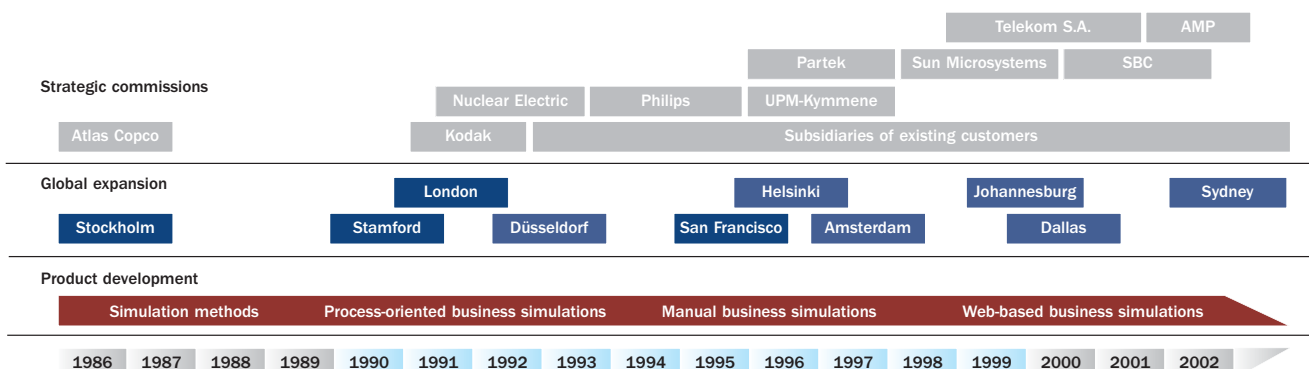 Telekom S.A. AMP
Partek Sun Microsystems SBC
Strategic commissions
Nuclear Electric Philips UPM-Kymmene
Atlas Copco Kodak Subsidiaries of existing customers
Global expansion
London Helsinki Johannesburg Sydney
Stockholm Stamford Düsseldorf San Francisco Amsterdam Dallas
Product development
Simulation methods Process-oriented business simulations Manual business simulations Web-based business simulations
1986 1987 1988 1989 1990 1991 1992 1993 1994 1995 1996 1997 1998 1999 2000 2001 2002